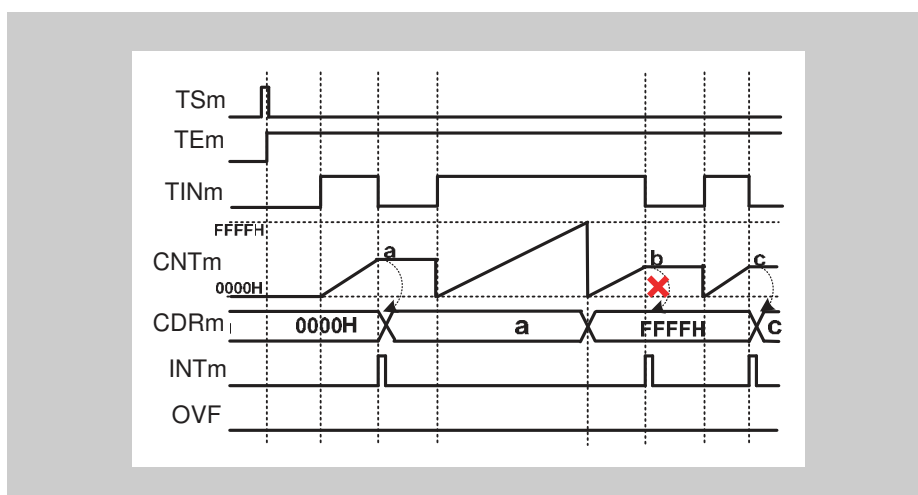 TSm
TEm
TINm
FFFFH
CNTm a b c
0000H
CDRm 0000H a FFFFH c
INTm
OVF